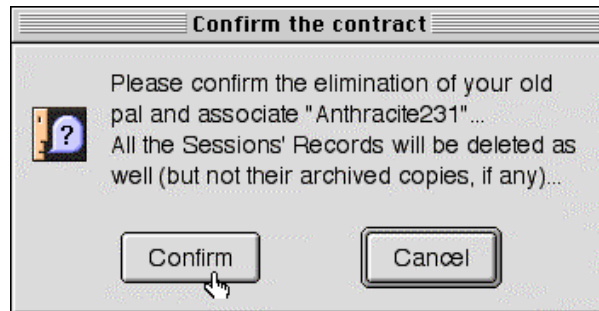 Confirm the contract
Please confirm the elimination of your old
pal and associate "Anthracite231"...
All the Sessions' Records will be deleted as
well (but not their archived copies, if any)...
?
Confirm
Cancel